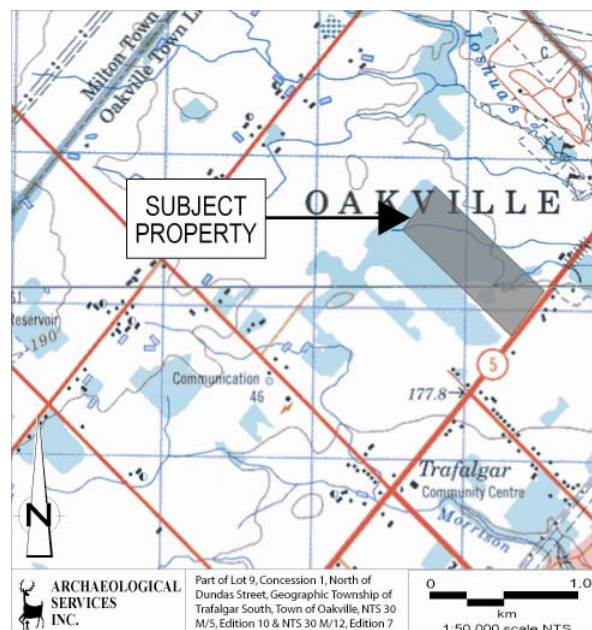 Milton Town
Oakville Town Li
Joshuas
C
OAKVILLE
SUBJECT
PROPERTY
Reservoir
190
Communication
46
5
177.8
Trafalgar
Community Centre
Morrison
N
ARCHAEOLOGICAL
SERVICES
INC.
Part of Lot 9, Concession 1, North of
Dundas Street, Geographic Township of
Trafalgar South, Town of Oakville, NTS 30
M/5, Edition 10 & NTS 30 M/12, Edition 7
0 1.0
km
1:50,000 scale NTS